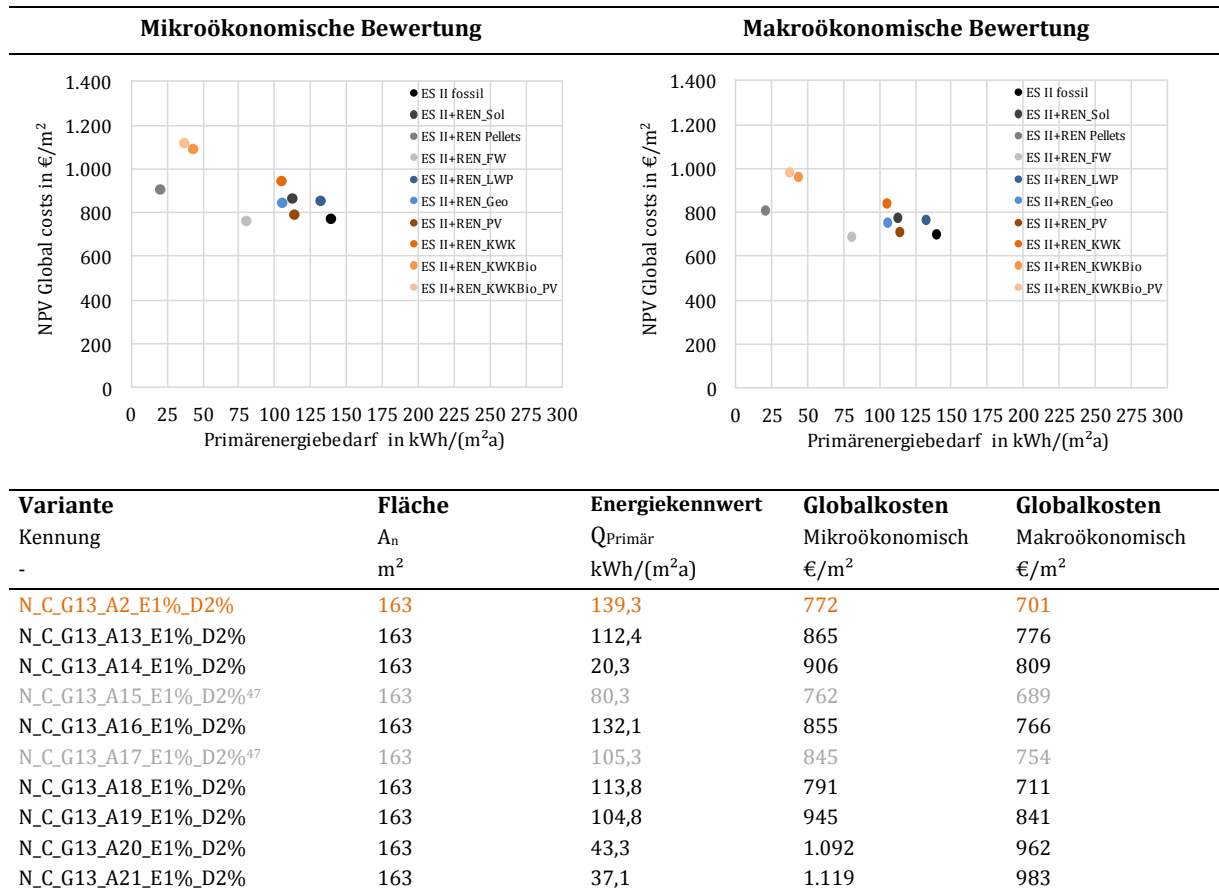 Mikroökonomische Bewertung
Makroökonomische Bewertung
NPV Global costs in €/m²
1.400
1.200
1.000
800
600
400
200
0
0 25 50 75 100 125 150 175 200 225 250 275 300
Primärenergiebedarf in kWh/(m²a)
ES II fossil
ES II+REN_Sol
ES II+REN Pellets
ES II+REN_FW
ES II+REN_LWP
ES II+REN_Geo
ES II+REN_PV
ES II+REN_KWK
ES II+REN_KWKBio
ES II+REN_KWKBio_PV
NPV Global costs in €/m²
1.400
1.200
1.000
800
600
400
200
0
0 25 50 75 100 125 150 175 200 225 250 275 300
Primärenergiebedarf in kWh/(m²a)
ES II fossil
ES II+REN_Sol
ES II+REN Pellets
ES II+REN_FW
ES II+REN_LWP
ES II+REN_Geo
ES II+REN_PV
ES II+REN_KWK
ES II+REN_KWKBio
ES II+REN_KWKBio_PV
Variante Fläche Energiekennwert Globalkosten Globalkosten
Kennung An QPrimär Mikroökonomisch Makroökonomisch
- m² kWh/(m²a) €/m² €/m²
N_C_G13_A2_E1%_D2% 163 139,3 772 701
N_C_G13_A13_E1%_D2% 163 112,4 865 776
N_C_G13_A14_E1%_D2% 163 20,3 906 809
N_C_G13_A15_E1%_D2%⁴⁷ 163 80,3 762 689
N_C_G13_A16_E1%_D2% 163 132,1 855 766
N_C_G13_A17_E1%_D2%⁴⁷ 163 105,3 845 754
N_C_G13_A18_E1%_D2% 163 113,8 791 711
N_C_G13_A19_E1%_D2% 163 104,8 945 841
N_C_G13_A20_E1%_D2% 163 43,3 1.092 962
N_C_G13_A21_E1%_D2% 163 37,1 1.119 983